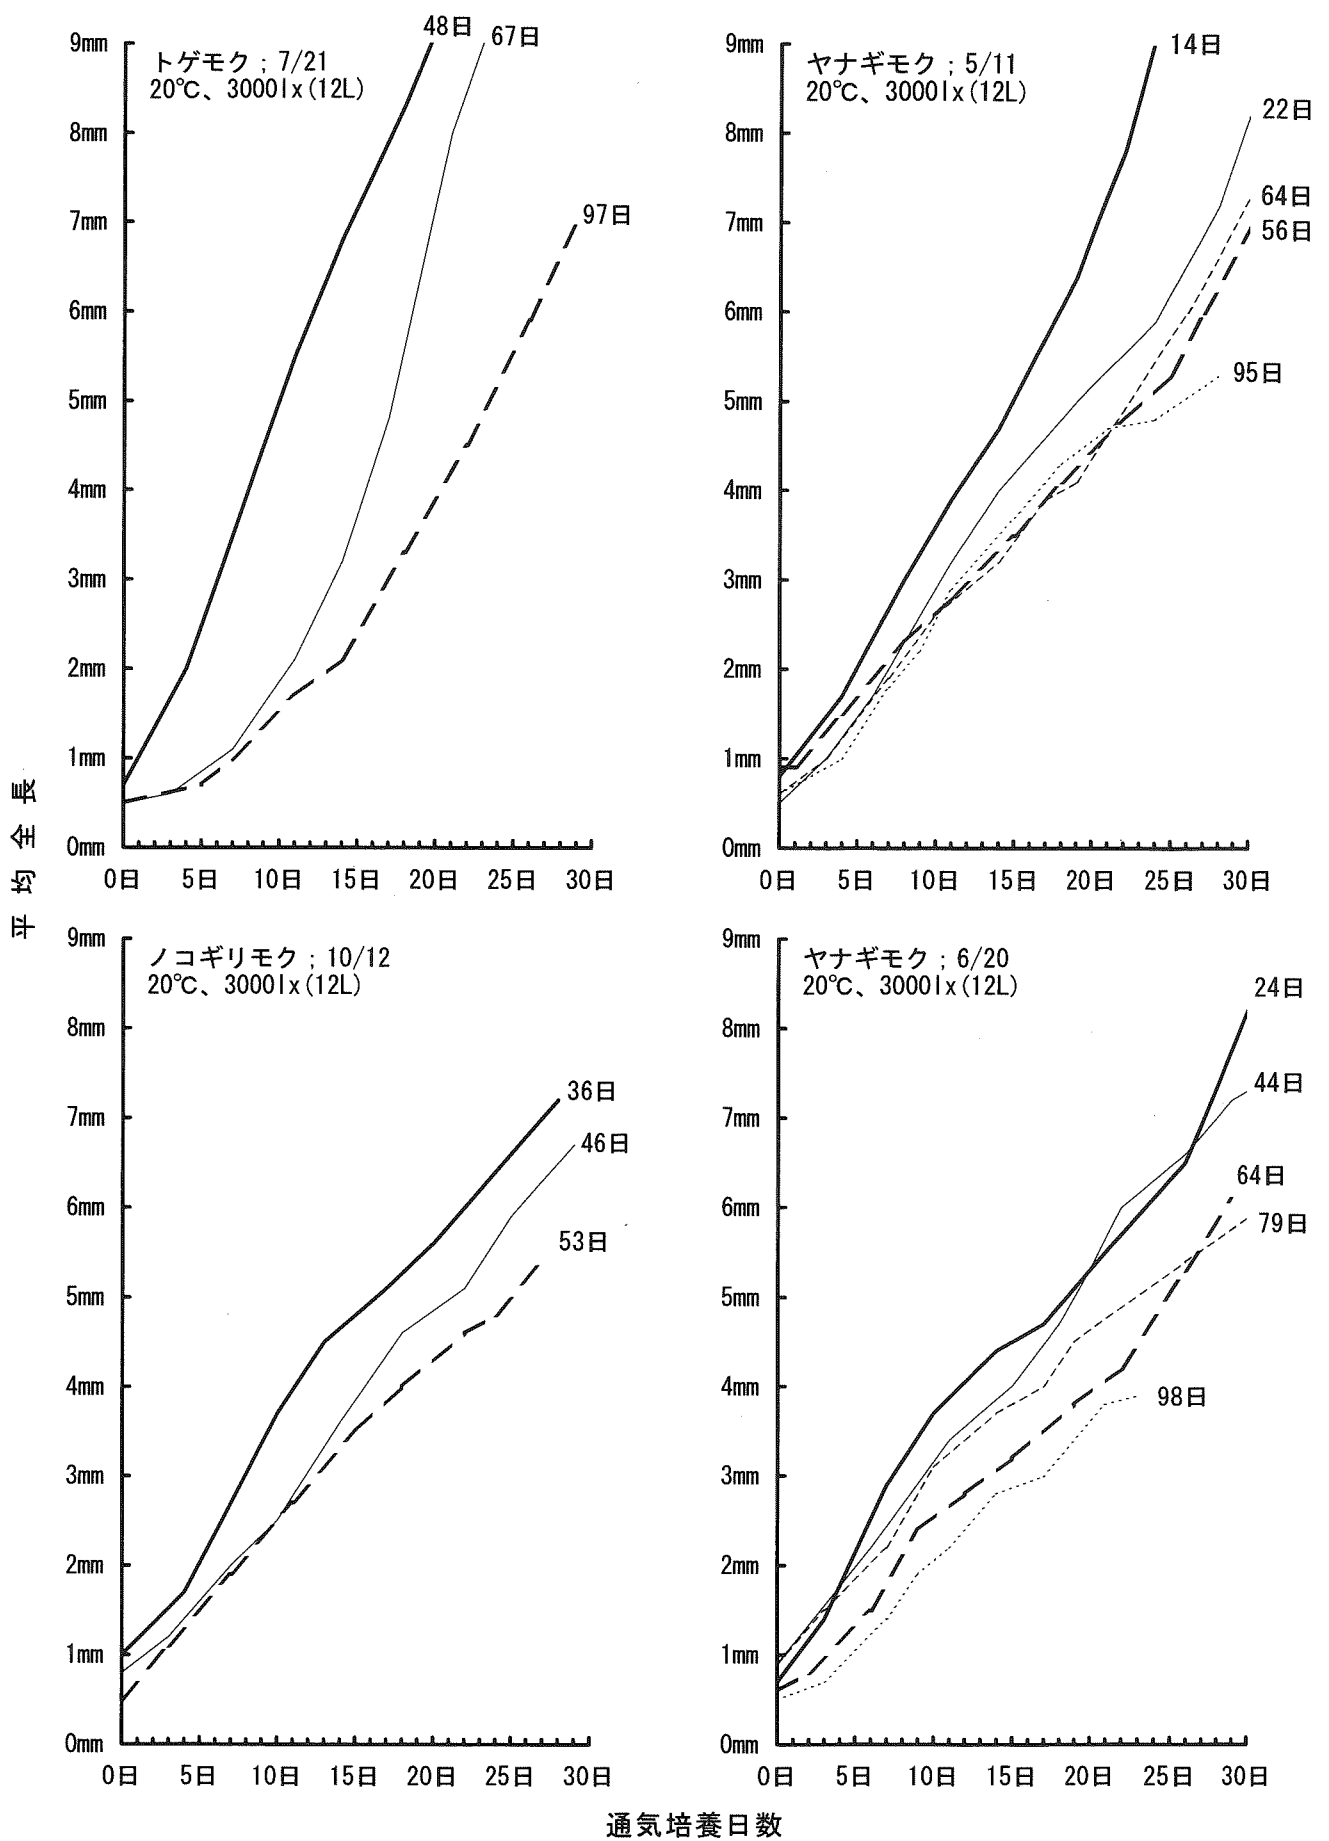 トゲモク；7/21
20℃、3000lx(12L)
48日
67日
97日
9mm
8mm
7mm
6mm
5mm
4mm
3mm
2mm
1mm
0mm
0日 5日 10日 15日 20日 25日 30日
ヤナギモク；5/11
20℃、3000lx(12L)
14日
22日
64日
56日
95日
9mm
8mm
7mm
6mm
5mm
4mm
3mm
2mm
1mm
0mm
0日 5日 10日 15日 20日 25日 30日
平均全長
ノコギリモク；10/12
20℃、3000lx(12L)
36日
46日
53日
9mm
8mm
7mm
6mm
5mm
4mm
3mm
2mm
1mm
0mm
0日 5日 10日 15日 20日 25日 30日
ヤナギモク；6/20
20℃、3000lx(12L)
24日
44日
64日
79日
98日
9mm
8mm
7mm
6mm
5mm
4mm
3mm
2mm
1mm
0mm
0日 5日 10日 15日 20日 25日 30日
通気培養日数